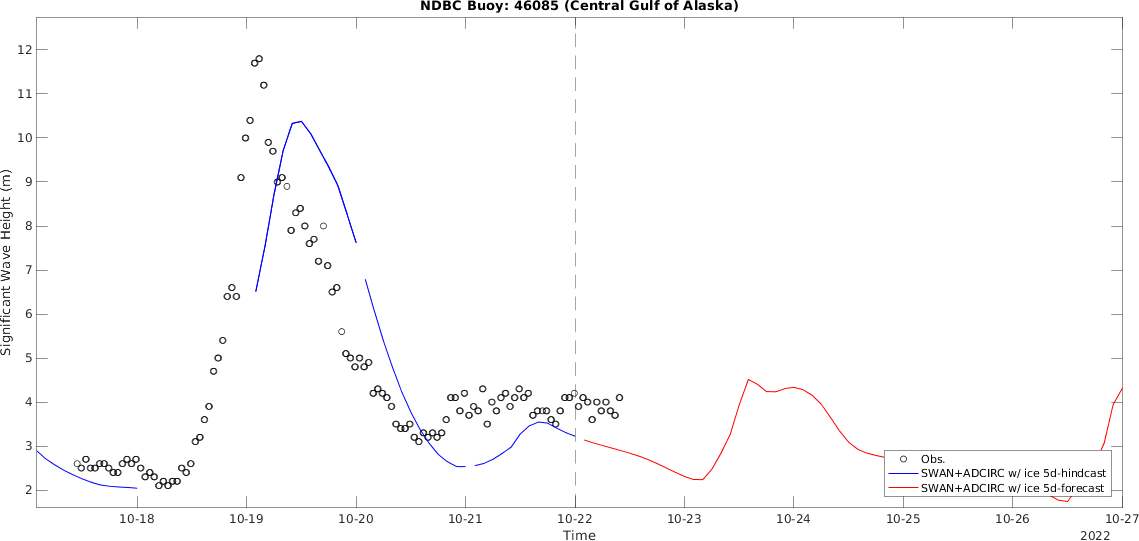 NDBC Buoy: 46085 (Central Gulf of Alaska)
Significant Wave Height (m)
12
11
10
9
8
7
6
5
4
3
2
Obs.
SWAN+ADCIRC w/ ice 5d-hindcast
SWAN+ADCIRC w/ ice 5d-forecast
10-18 10-19 10-20 10-21 10-22 10-23 10-24 10-25 10-26 10-27
Time
2022